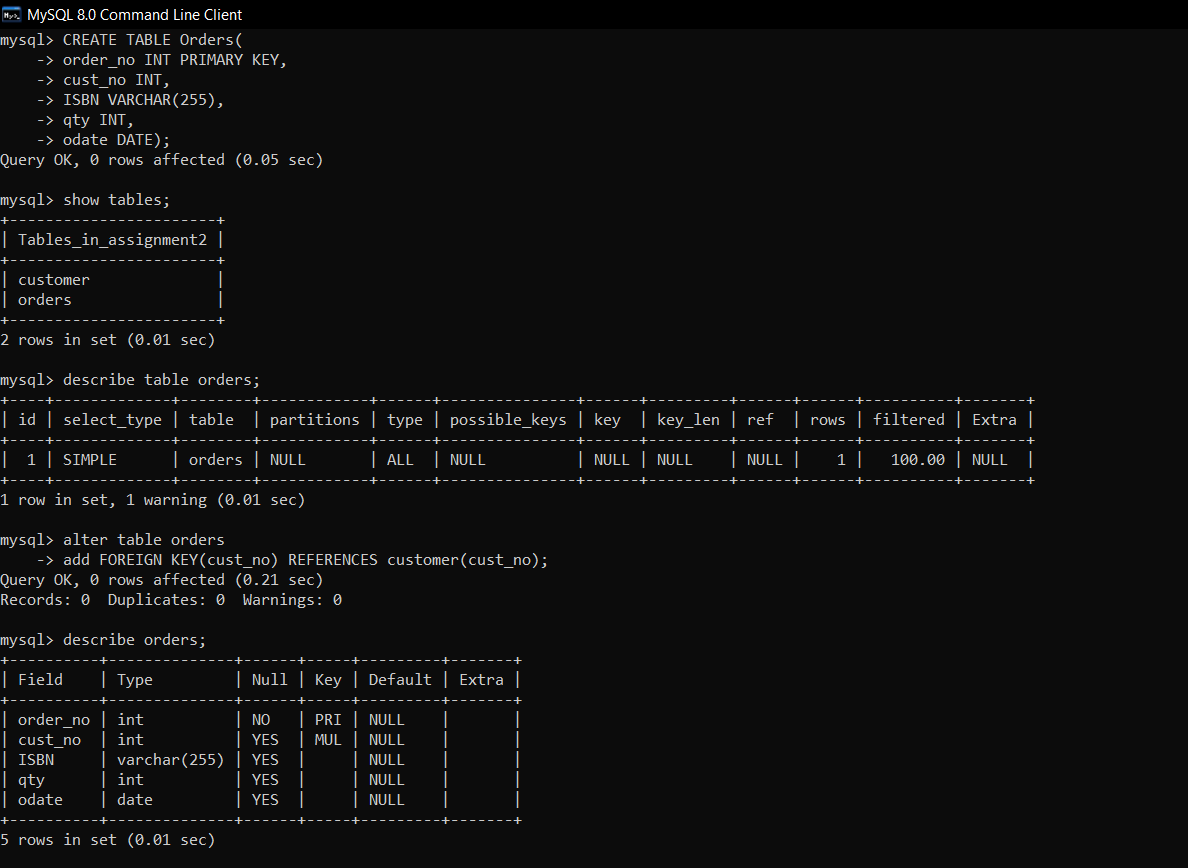 MySQL 8.0 Command Line Client
mysql> CREATE TABLE Orders(
    -> order_no INT PRIMARY KEY,
    -> cust_no INT,
    -> ISBN VARCHAR(255),
    -> qty INT,
    -> odate DATE);
Query OK, 0 rows affected (0.05 sec)

mysql> show tables;
+-----------------------+
| Tables_in_assignment2 |
+-----------------------+
| customer              |
| orders                |
+-----------------------+
2 rows in set (0.01 sec)

mysql> describe table orders;
+----+-------------+--------+------------+------+---------------+------+---------+------+------+----------+-------+
| id | select_type | table  | partitions | type | possible_keys | key  | key_len | ref  | rows | filtered | Extra |
+----+-------------+--------+------------+------+---------------+------+---------+------+------+----------+-------+
|  1 | SIMPLE      | orders | NULL       | ALL  | NULL          | NULL | NULL    | NULL |    1 |   100.00 | NULL  |
+----+-------------+--------+------------+------+---------------+------+---------+------+------+----------+-------+
1 row in set, 1 warning (0.01 sec)

mysql> alter table orders
    -> add FOREIGN KEY(cust_no) REFERENCES customer(cust_no);
Query OK, 0 rows affected (0.21 sec)
Records: 0  Duplicates: 0  Warnings: 0

mysql> describe orders;
+----------+--------------+------+-----+---------+-------+
| Field    | Type         | Null | Key | Default | Extra |
+----------+--------------+------+-----+---------+-------+
| order_no | int          | NO   | PRI | NULL    |       |
| cust_no  | int          | YES  | MUL | NULL    |       |
| ISBN     | varchar(255) | YES  |     | NULL    |       |
| qty      | int          | YES  |     | NULL    |       |
| odate    | date         | YES  |     | NULL    |       |
+----------+--------------+------+-----+---------+-------+
5 rows in set (0.01 sec)